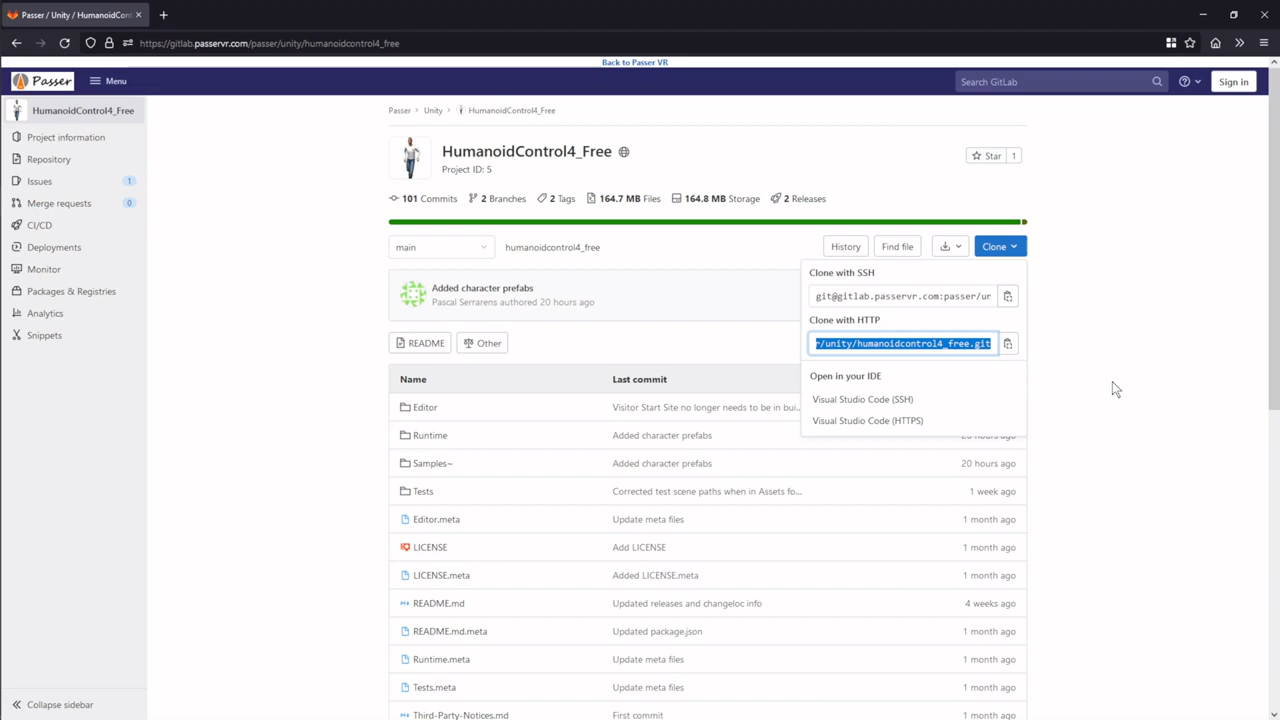 Passer / Unity / HumanoidCont
https://gitlab.passervr.com/passer/unity/humanoidcontrol4_free
Back to Passer VR
Passer
Menu
Search GitLab
Sign in
HumanoidControl4_Free
Project information
Repository
Issues 1
Merge requests 0
CI/CD
Deployments
Monitor
Packages & Registries
Analytics
Snippets
Collapse sidebar
Passer > Unity > HumanoidControl4_Free
HumanoidControl4_Free
Project ID: 5
Star 1
101 Commits 2 Branches 2 Tags 164.7 MB Files 164.8 MB Storage 2 Releases
main humanoidcontrol4_free History Find file Clone
Added character prefabs
Pascal Serrarens authored 20 hours ago
Clone with SSH
git@gitlab.passervr.com:passer/un
Clone with HTTP
r/unity/humanoidcontrol4_free.git
Open in your IDE
Visual Studio Code (SSH)
Visual Studio Code (HTTPS)
README Other
Name Last commit
Editor Visitor Start Site no longer needs to be in bui...
Runtime Added character prefabs 20 hours ago
Samples~ Added character prefabs 20 hours ago
Tests Corrected test scene paths when in Assets fo... 1 week ago
Editor.meta Update meta files 1 month ago
LICENSE Add LICENSE 1 month ago
LICENSE.meta Added LICENSE.meta 1 month ago
README.md Updated releases and changeloc info 4 weeks ago
README.md.meta Updated package.json 1 month ago
Runtime.meta Update meta files 1 month ago
Tests.meta Update meta files 1 month ago
Third-Party-Notices.md First commit 1 month ago